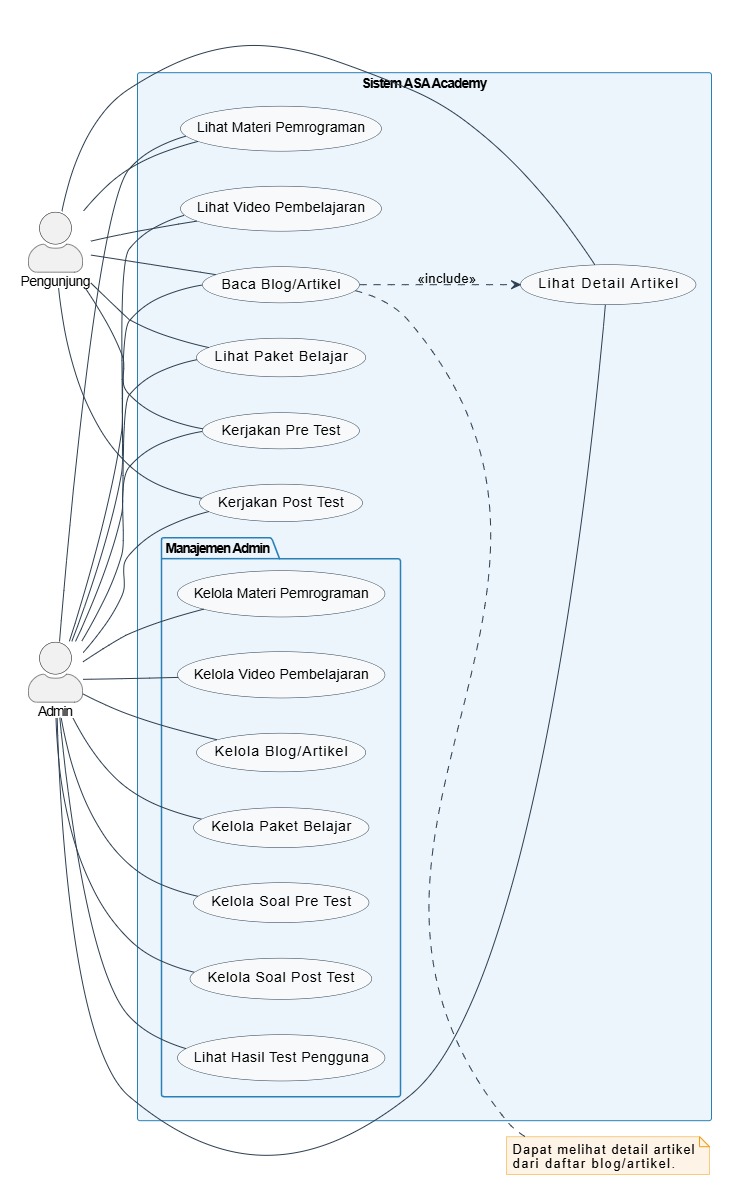 Sistem ASA Academy
Lihat Materi Pemrograman
Lihat Video Pembelajaran
Pengunjung
Baca Blog/Artikel
«include»
Lihat Detail Artikel
Lihat Paket Belajar
Kerjakan Pre Test
Kerjakan Post Test
Manajemen Admin
Kelola Materi Pemrograman
Kelola Video Pembelajaran
Admin
Kelola Blog/Artikel
Kelola Paket Belajar
Kelola Soal Pre Test
Kelola Soal Post Test
Lihat Hasil Test Pengguna
Dapat melihat detail artikel
dari daftar blog/artikel.